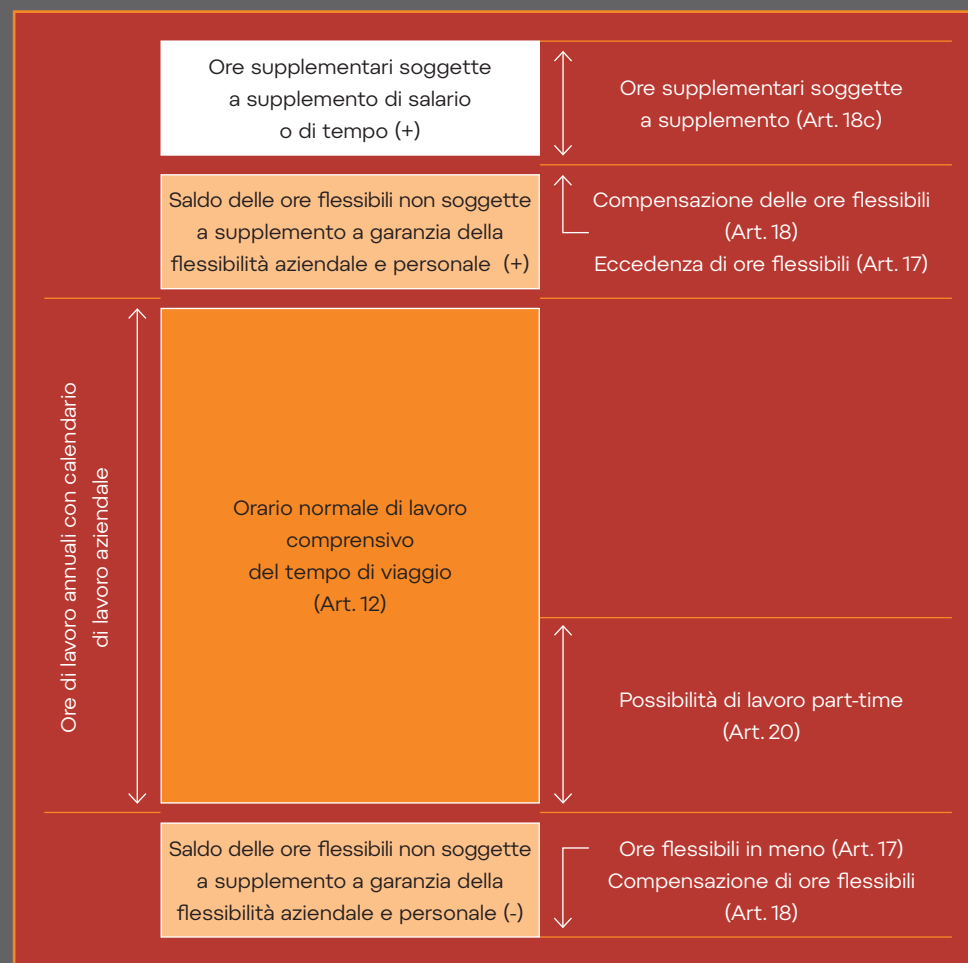 Ore supplementari soggette
a supplemento di salario
o di tempo (+)
Ore supplementari soggette
a supplemento (Art. 18c)
Saldo delle ore flessibili non soggette
a supplemento a garanzia della
flessibilità aziendale e personale (+)
Compensazione delle ore flessibili
(Art. 18)
Eccedenza di ore flessibili (Art. 17)
Ore di lavoro annuali con calendario
di lavoro aziendale
Orario normale di lavoro
comprensivo
del tempo di viaggio
(Art. 12)
Possibilità di lavoro part-time
(Art. 20)
Saldo delle ore flessibili non soggette
a supplemento a garanzia della
flessibilità aziendale e personale (-)
Ore flessibili in meno (Art. 17)
Compensazione di ore flessibili
(Art. 18)